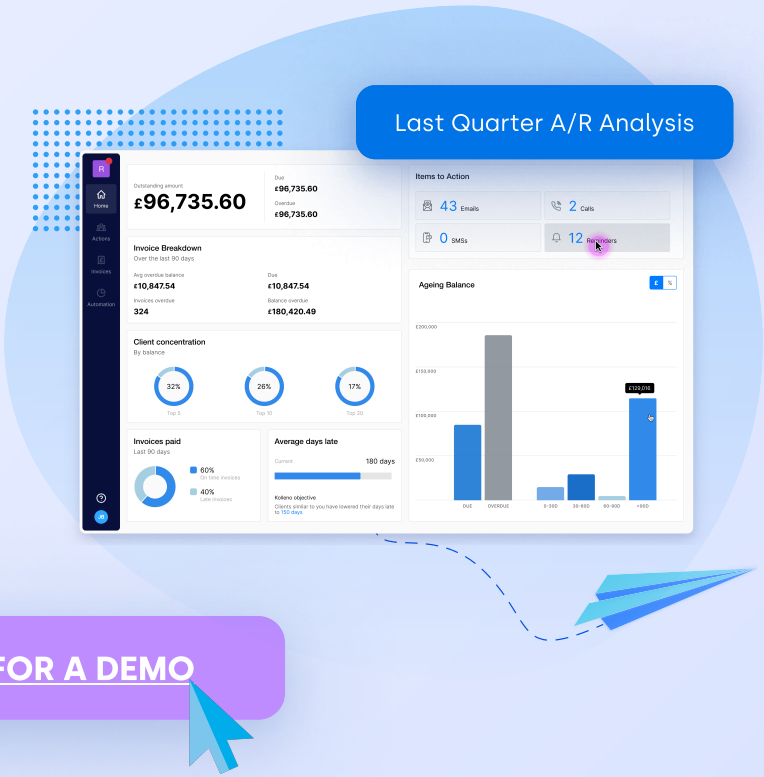 Last Quarter A/R Analysis
R
Home
Actions
Invoices
Automation
JB
Outstanding amount
£96,735.60
Due
£96,735.60
Overdue
£96,735.60
Invoice Breakdown
Over the last 90 days
Avg overdue balance
£10,847.54
Due
£10,847.54
Invoices overdue
324
Balance overdue
£180,420.49
Client concentration
By balance
32%
26%
17%
Top 5
Top 10
Top 20
Invoices paid
Last 90 days
60%
On time invoices
40%
Late invoices
Average days late
Current
180 days
Kolleno objective
Clients similar to you have lowered their days late
to 150 days
Items to Action
43 Emails
2 Calls
0 SMSs
12 Reminders
Ageing Balance
£ %
£200,000
£150,000
£100,000
£50,000
£129,016
DUE OVERDUE 0-30D 30-60D 60-90D +90D
FOR A DEMO